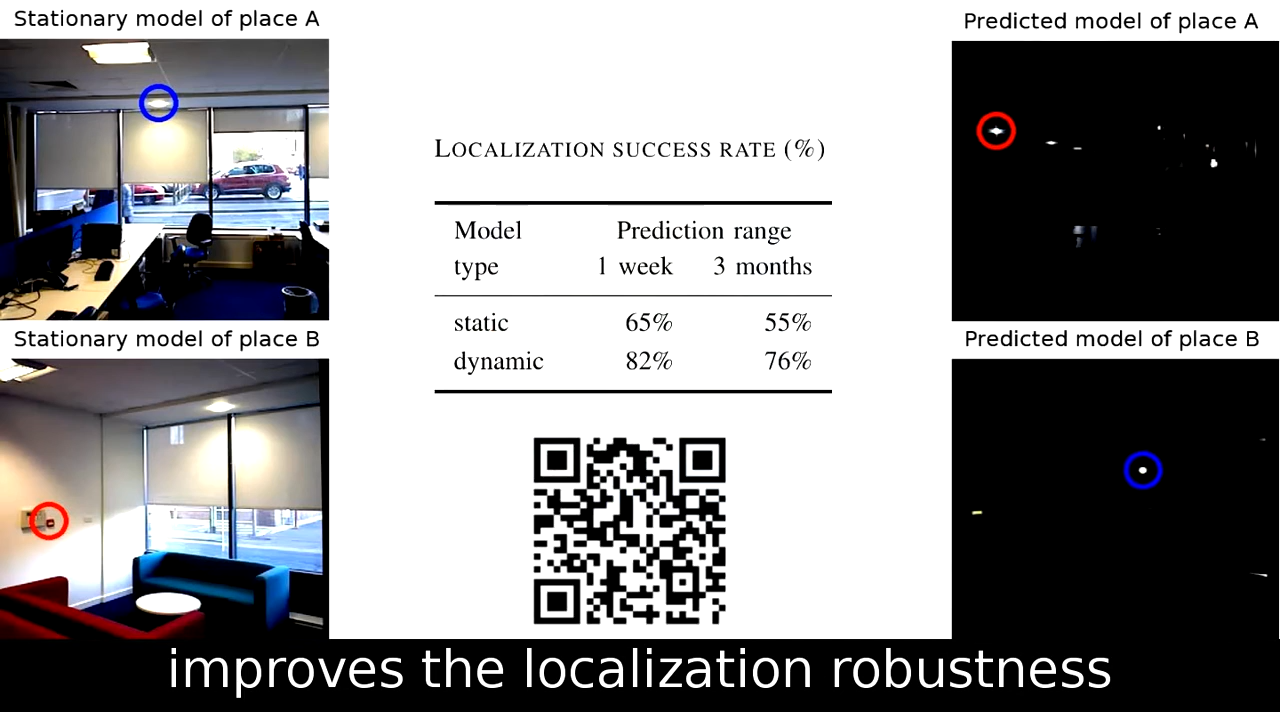 Stationary model of place A
Predicted model of place A
LOCALIZATION SUCCESS RATE (%)
Model Prediction range
type 1 week 3 months
static 65% 55%
dynamic 82% 76%
Stationary model of place B
Predicted model of place B
improves the localization robustness